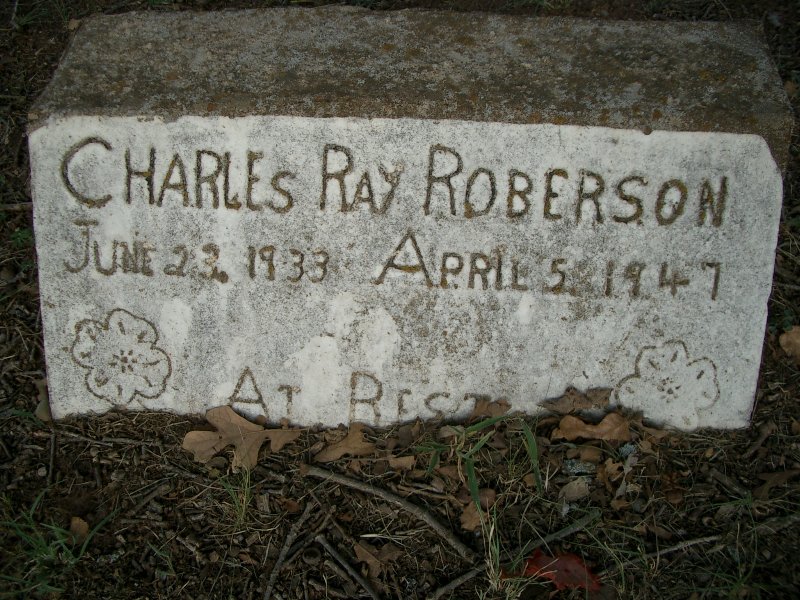 CHARLES RAY ROBERSON
JUNE 23, 1933 APRIL 5, 1947
AT REST